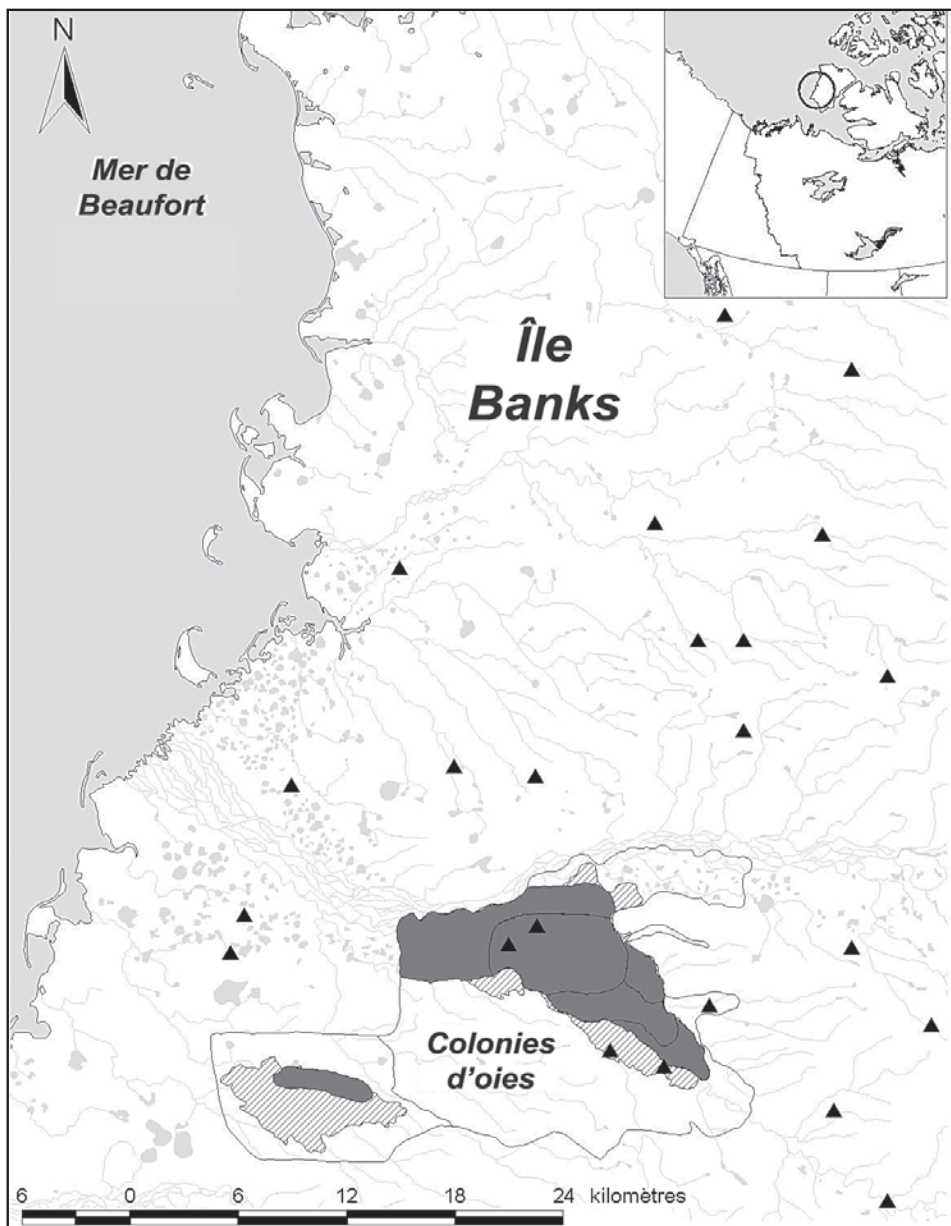 N
Mer de
Beaufort
Île
Banks
Colonies
d'oies
6 0 6 12 18 24 kilomètres